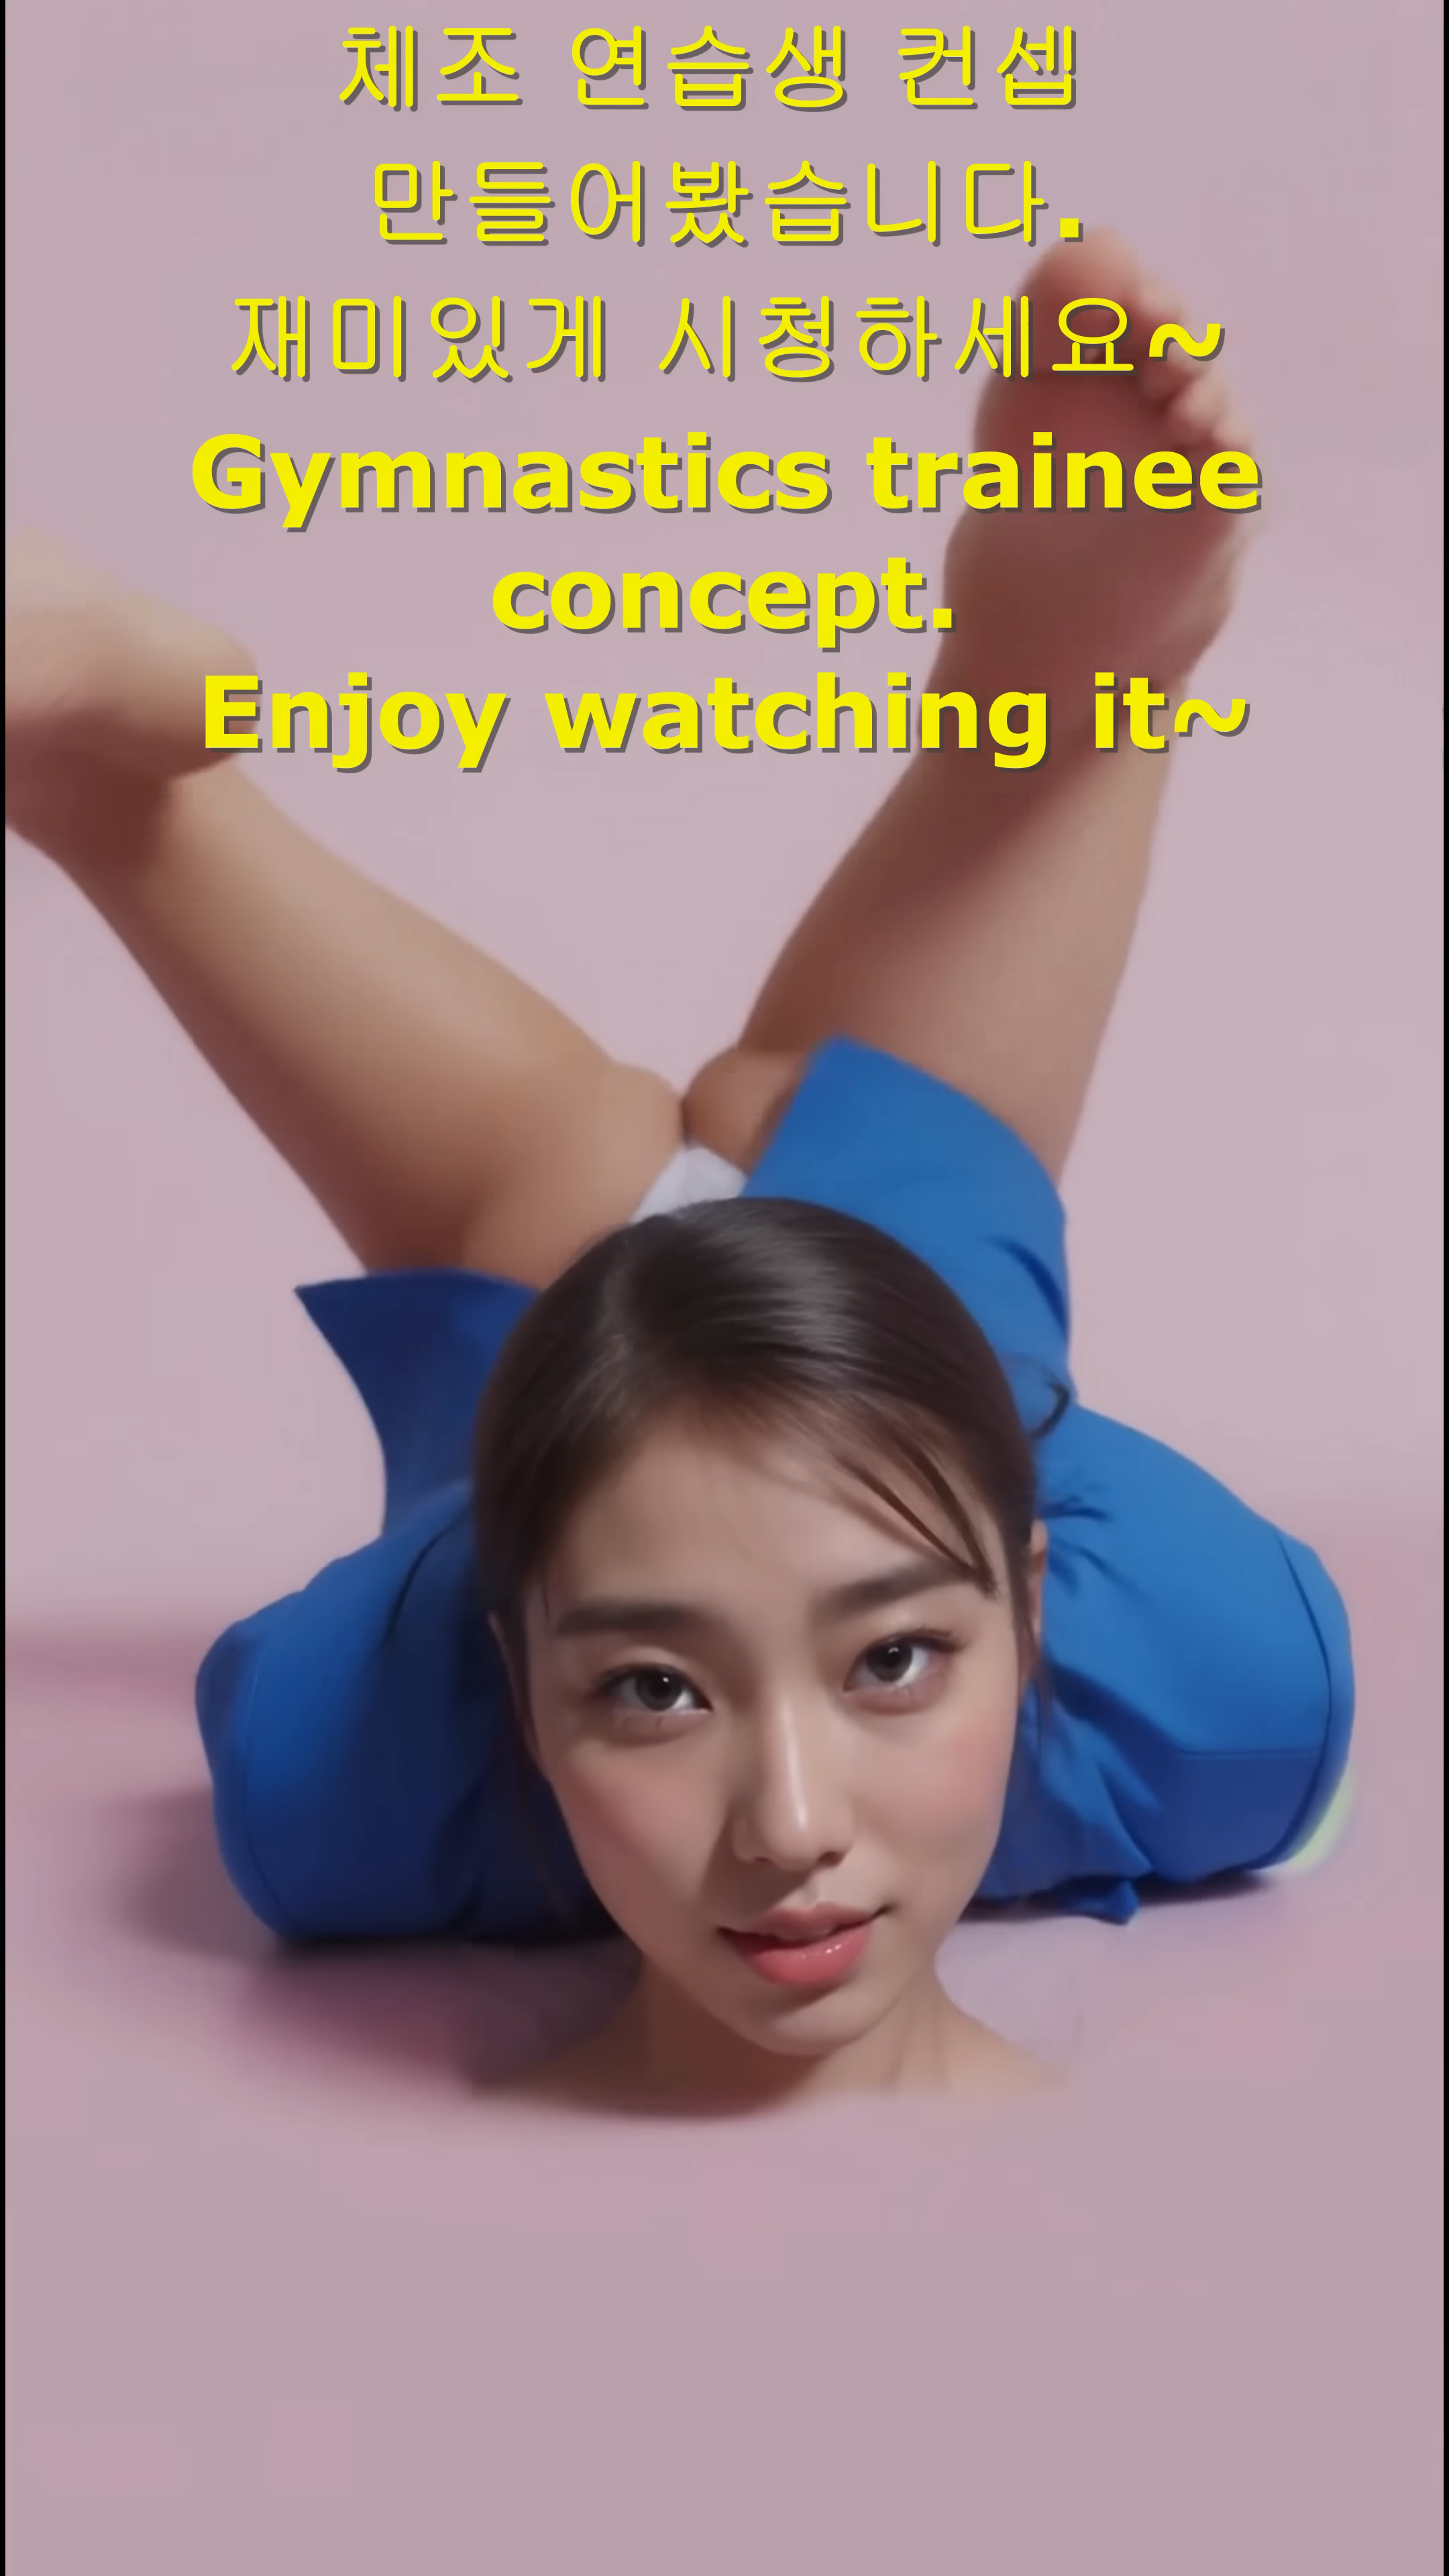 체조 연습생 컨셉
만들어봤습니다.
재미있게 시청하세요~
Gymnastics trainee
concept.
Enjoy watching it~